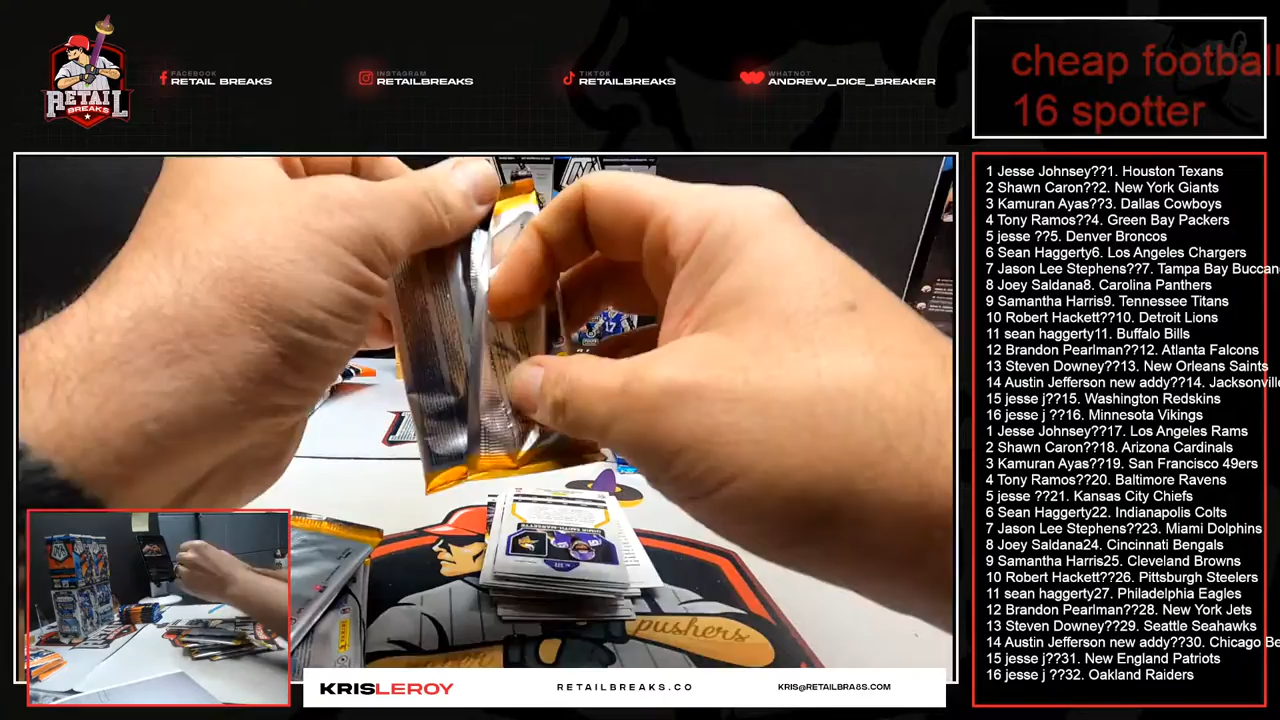 FACEBOOK
RETAIL BREAKS
INSTAGRAM
RETAILBREAKS
TIKTOK
RETAILBREAKS
WHATNOT
ANDREW_DICE_BREAKER
RETAIL
BREAKS
cheap football
16 spotter
1 Jesse Johnsey??1. Houston Texans
2 Shawn Caron??2. New York Giants
3 Kamuran Ayas??3. Dallas Cowboys
4 Tony Ramos??4. Green Bay Packers
5 jesse ??5. Denver Broncos
6 Sean Haggerty6. Los Angeles Chargers
7 Jason Lee Stephens??7. Tampa Bay Buccan
8 Joey Saldana8. Carolina Panthers
9 Samantha Harris9. Tennessee Titans
10 Robert Hackett??10. Detroit Lions
11 sean haggerty11. Buffalo Bills
12 Brandon Pearlman??12. Atlanta Falcons
13 Steven Downey??13. New Orleans Saints
14 Austin Jefferson new addy??14. Jacksonvill
15 jesse j??15. Washington Redskins
16 jesse j ??16. Minnesota Vikings
1 Jesse Johnsey??17. Los Angeles Rams
2 Shawn Caron??18. Arizona Cardinals
3 Kamuran Ayas??19. San Francisco 49ers
4 Tony Ramos??20. Baltimore Ravens
5 jesse ??21. Kansas City Chiefs
6 Sean Haggerty22. Indianapolis Colts
7 Jason Lee Stephens??23. Miami Dolphins
8 Joey Saldana24. Cincinnati Bengals
9 Samantha Harris25. Cleveland Browns
10 Robert Hackett??26. Pittsburgh Steelers
11 sean haggerty27. Philadelphia Eagles
12 Brandon Pearlman??28. New York Jets
13 Steven Downey??29. Seattle Seahawks
14 Austin Jefferson new addy??30. Chicago Be
15 jesse j??31. New England Patriots
16 jesse j ??32. Oakland Raiders
17
pushers
KRISLEROY
RETAILBREAKS.CO
KRIS@RETAILBRA8S.COM